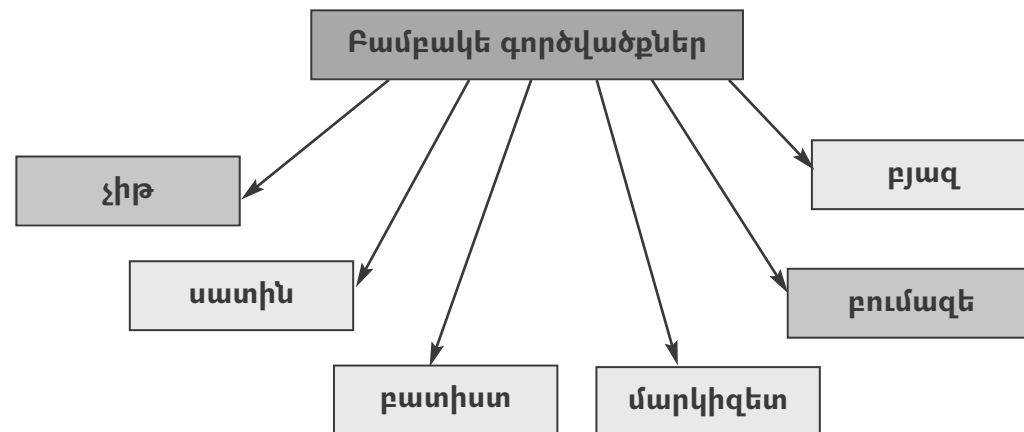 Բամբակե գործվածքներ
չիթ
բյազ
սատին
բումազե
բատիստ
մարկիզետ